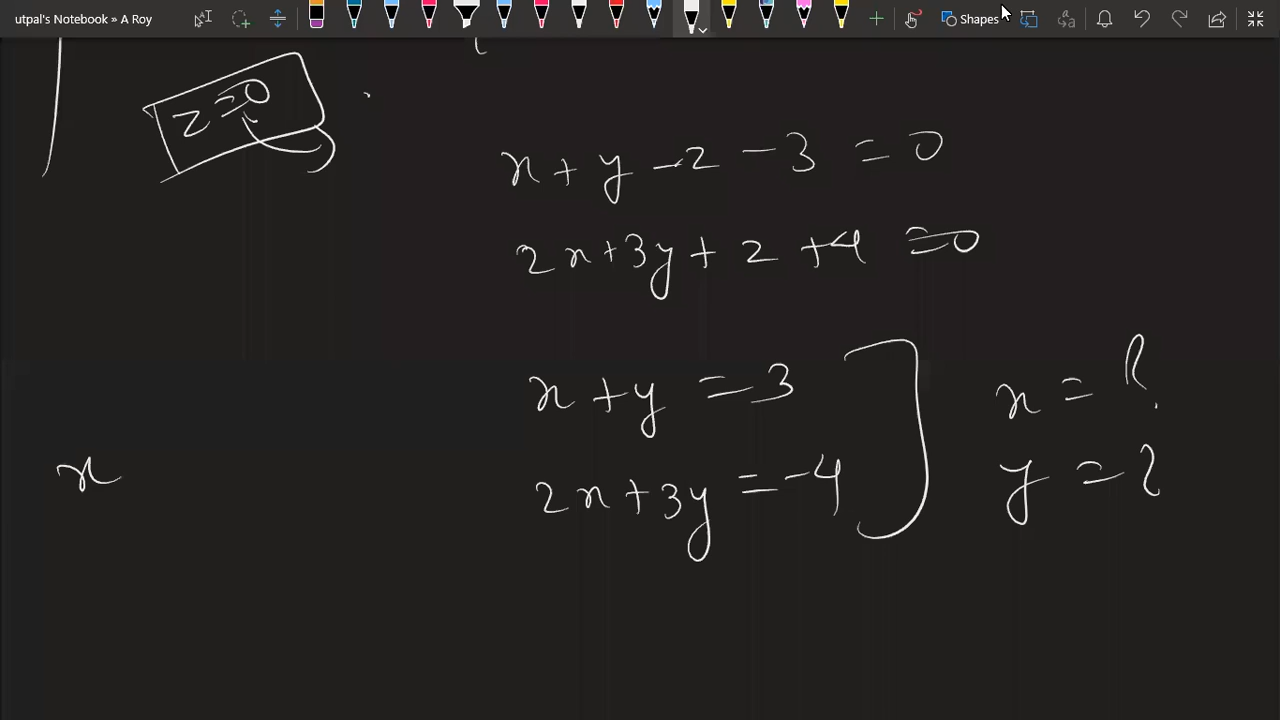 utpal's Notebook » A Roy
Shapes
z=0
x+y-z-3=0
2x+3y+z+4=0
x+y=3
x=?
2x+3y=-4
y=?
x